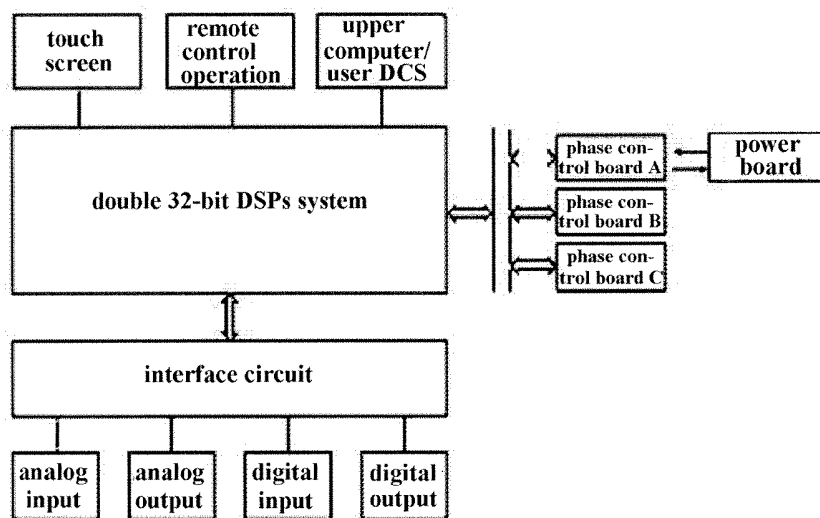 touch
screen
remote
control
operation
upper
computer/
user DCS
double 32-bit DSPs system
phase con-
trol board A
power
board
phase con-
trol board B
phase con-
trol board C
interface circuit
analog
input
analog
output
digital
input
digital
output